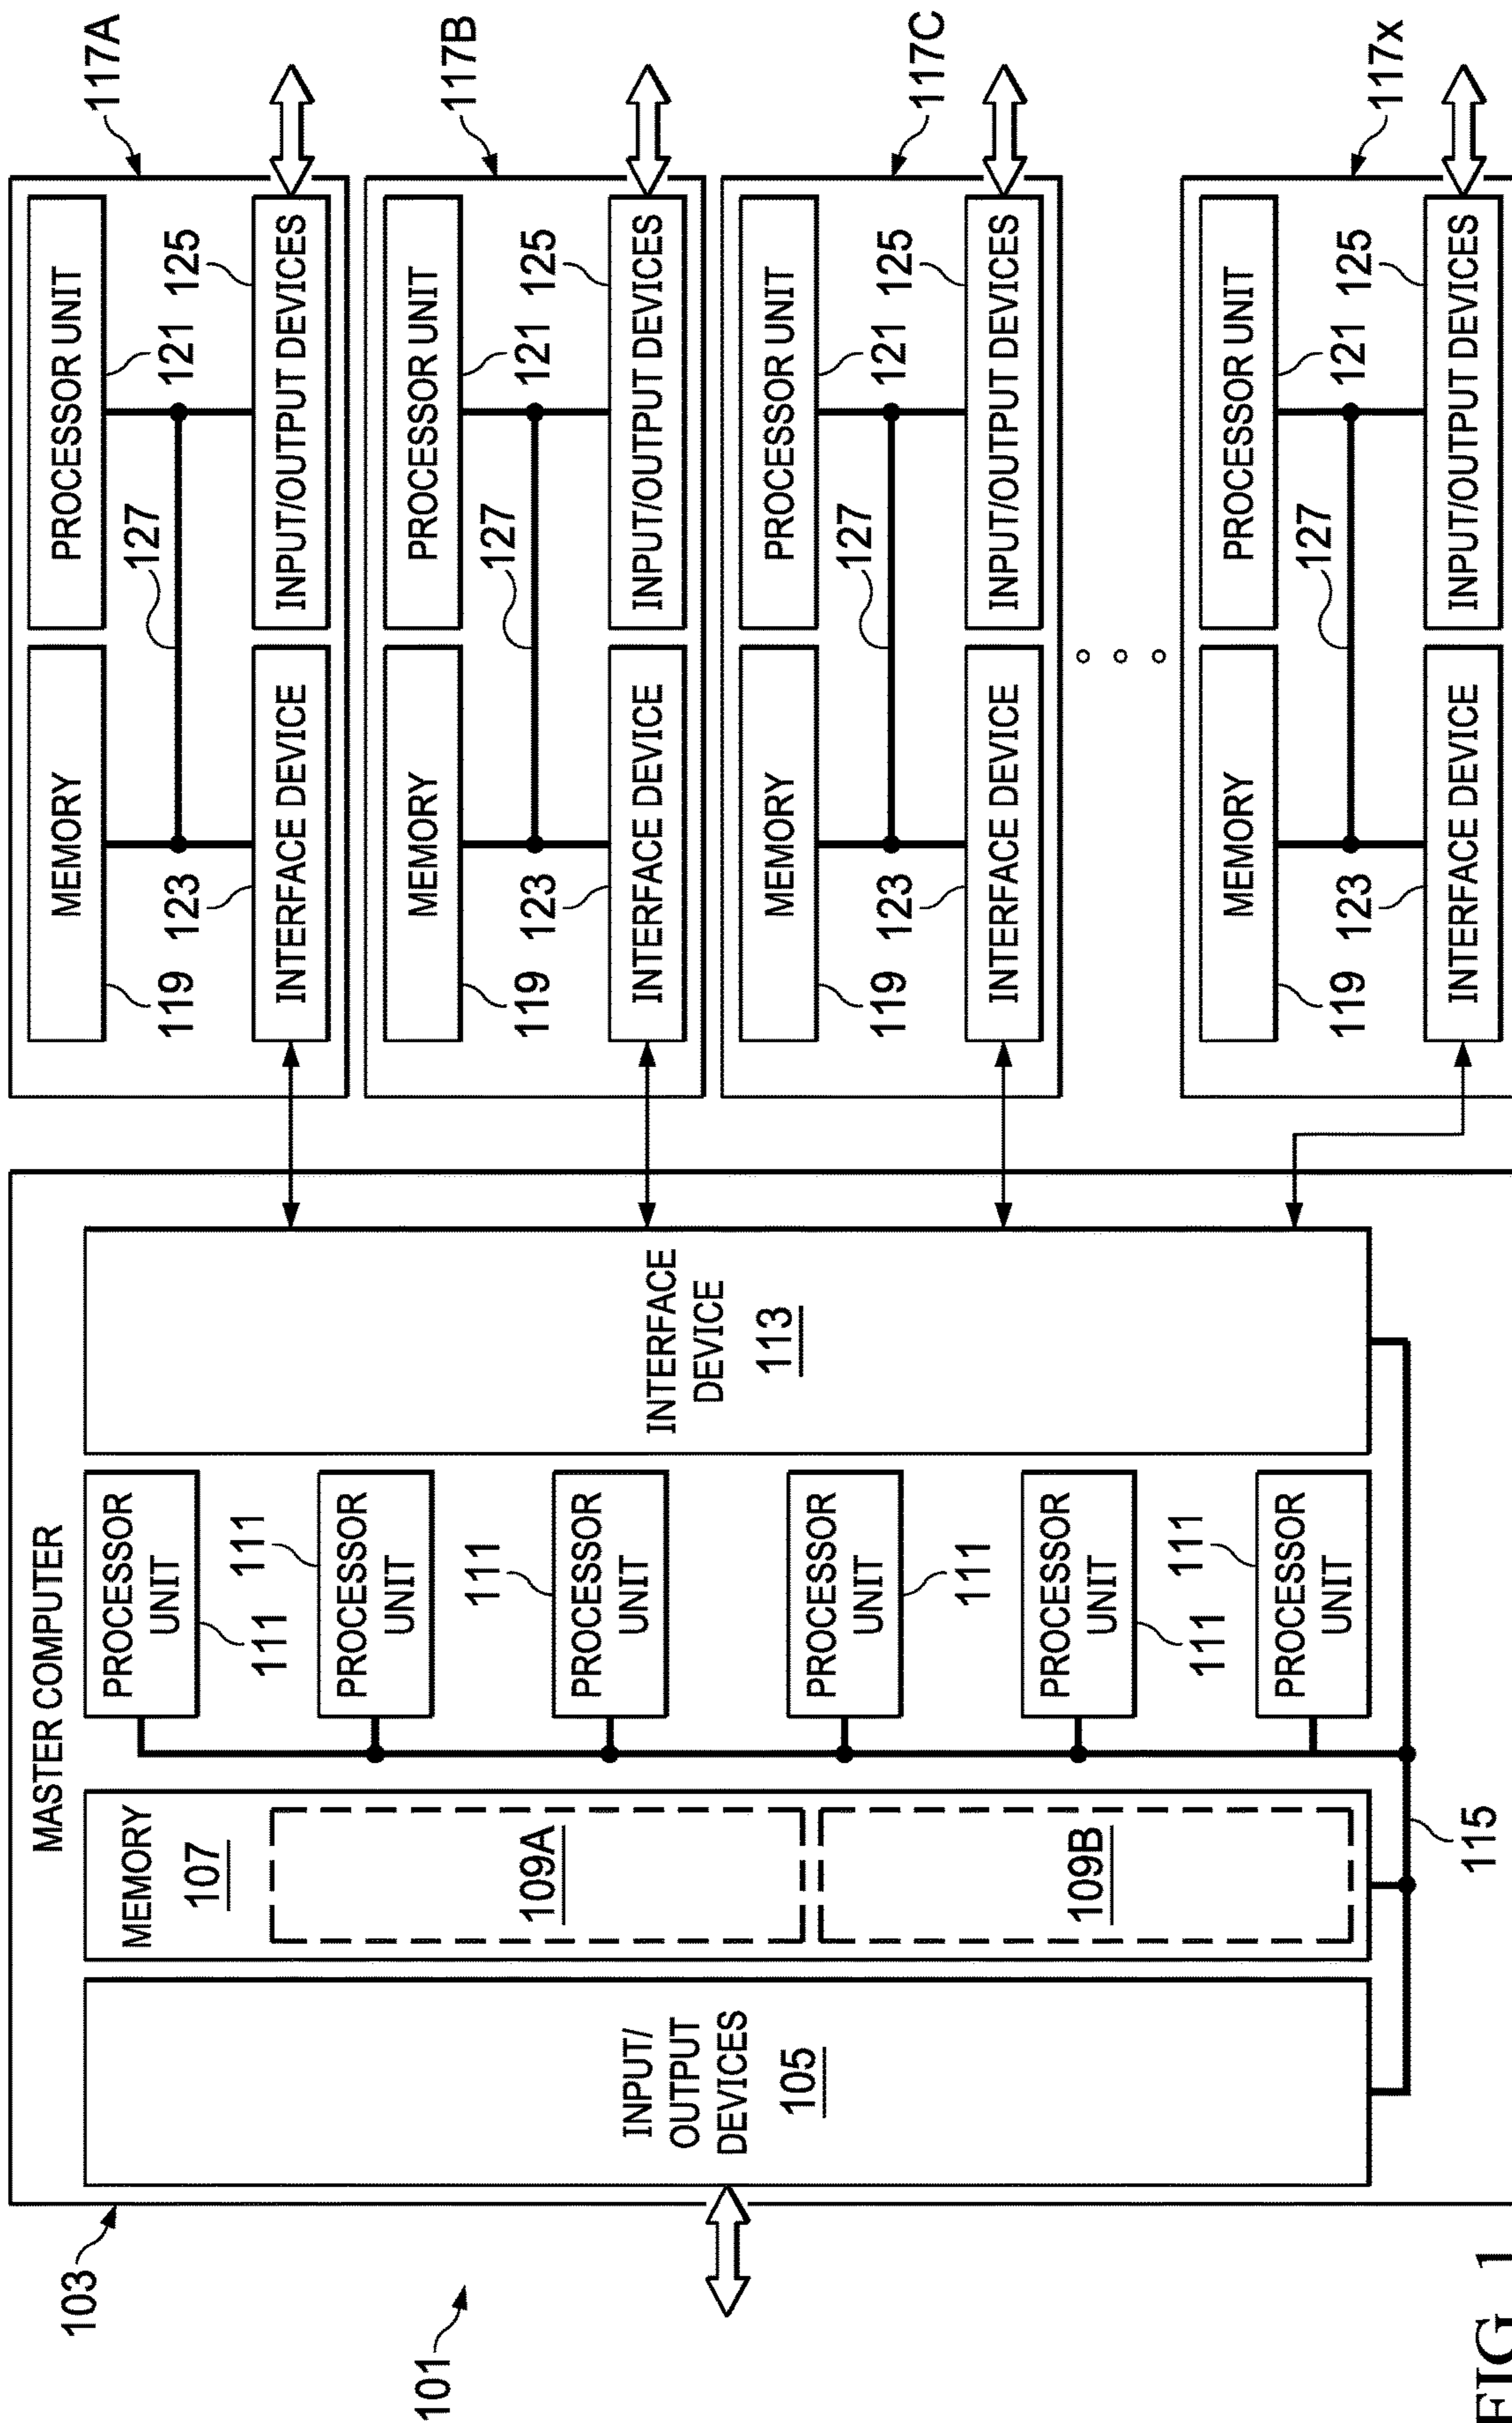 101
103
MASTER COMPUTER
INPUT/
OUTPUT
DEVICES
105
MEMORY
107
109A
109B
115
PROCESSOR
UNIT
111
PROCESSOR
UNIT
111
PROCESSOR
UNIT
111
PROCESSOR
UNIT
111
PROCESSOR
UNIT
111
PROCESSOR
UNIT
111
INTERFACE
DEVICE
113
117A
MEMORY
PROCESSOR UNIT
119
127
121
123
125
INTERFACE DEVICE
INPUT/OUTPUT DEVICES
117B
MEMORY
PROCESSOR UNIT
119
127
121
123
125
INTERFACE DEVICE
INPUT/OUTPUT DEVICES
117C
MEMORY
PROCESSOR UNIT
119
127
121
123
125
INTERFACE DEVICE
INPUT/OUTPUT DEVICES
117x
MEMORY
PROCESSOR UNIT
119
127
121
123
125
INTERFACE DEVICE
INPUT/OUTPUT DEVICES
FIG. 1